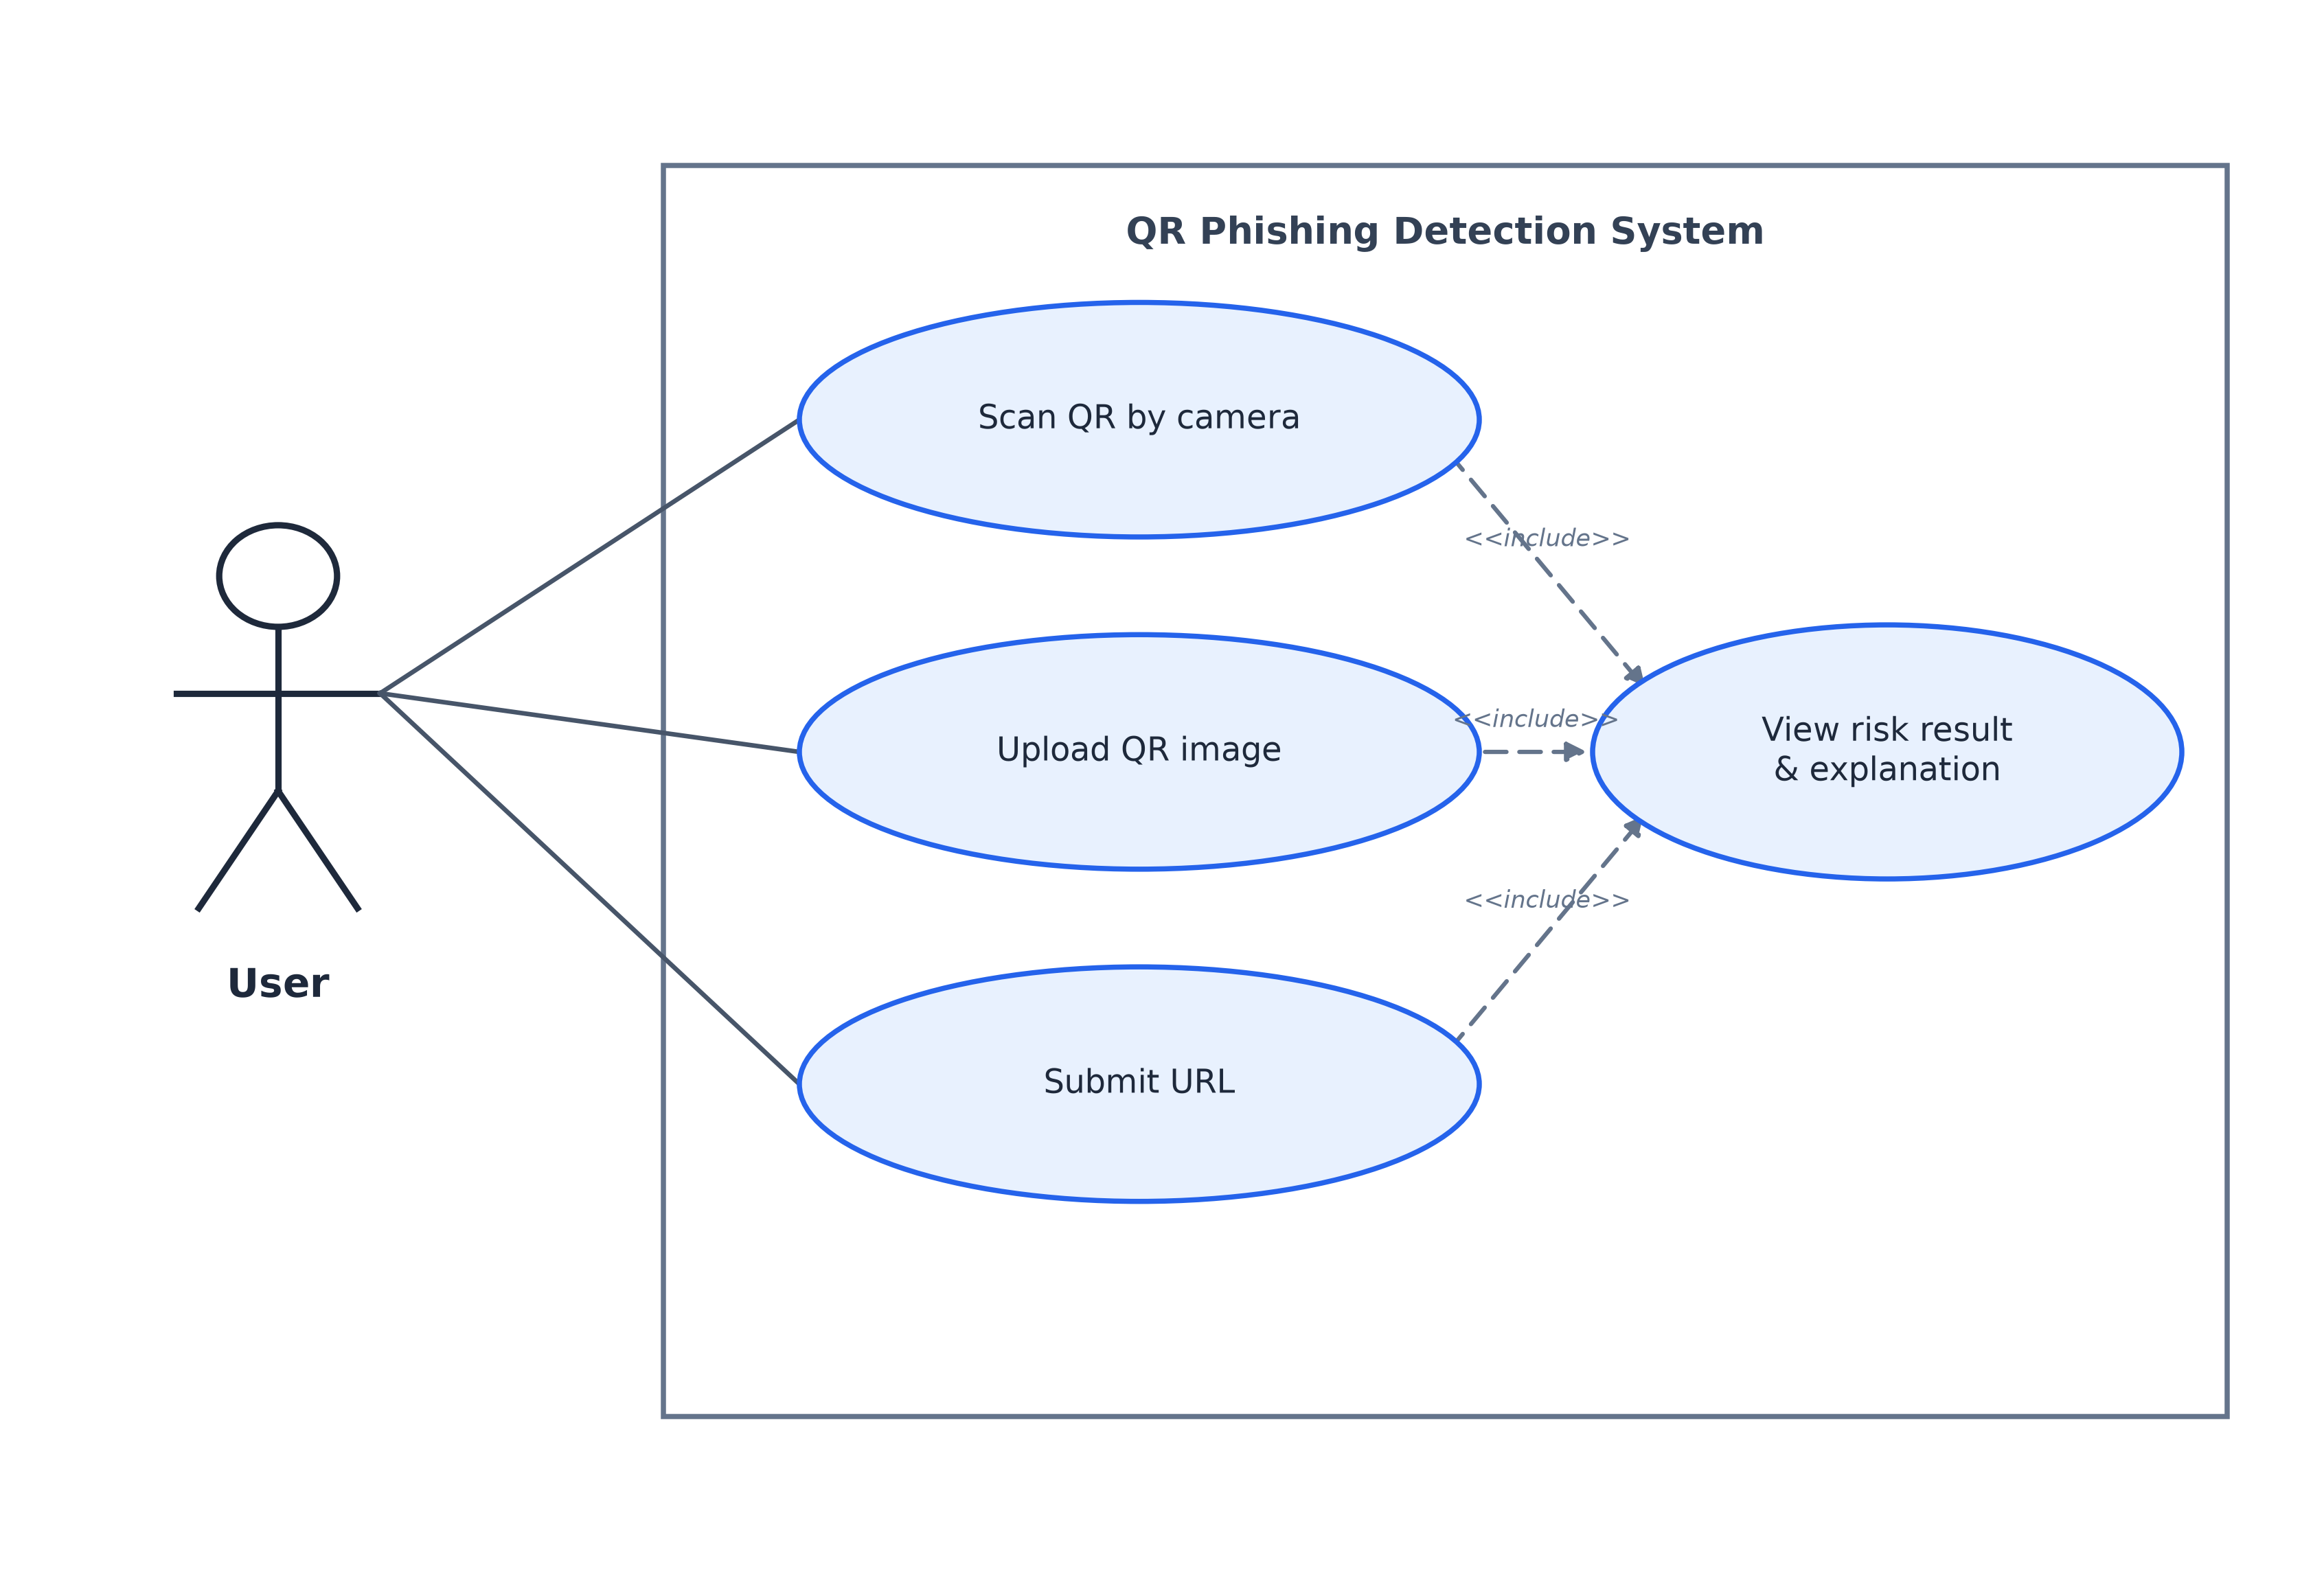 QR Phishing Detection System
Scan QR by camera
<<include>>
Upload QR image
<<include>>
View risk result
& explanation
<<include>>
User
Submit URL